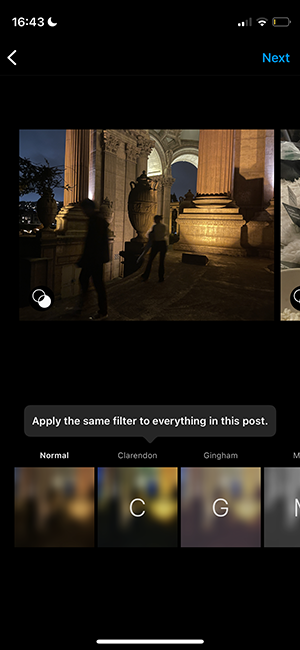 16:43
Next
Apply the same filter to everything in this post.
Normal Clarendon Gingham M
C G M